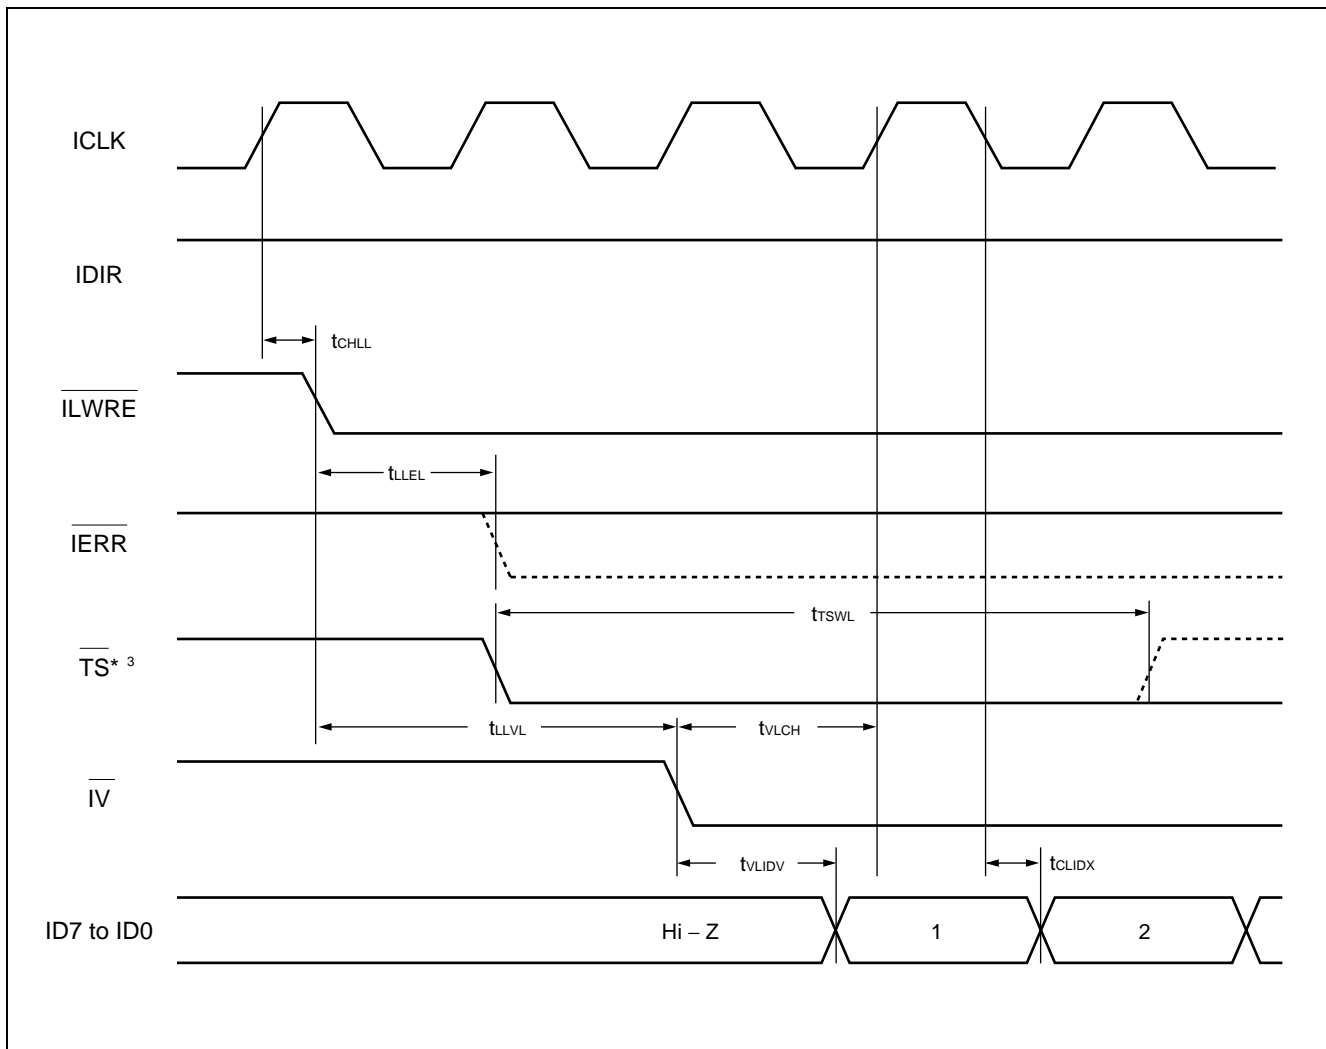 ICLK
IDIR
tCHLL
ILWRE
tLLEL
IERR
tTSWL
TS* 3
tLLVL
tVLCH
IV
tVLIDV
tCLIDX
ID7 to ID0
Hi – Z
1
2